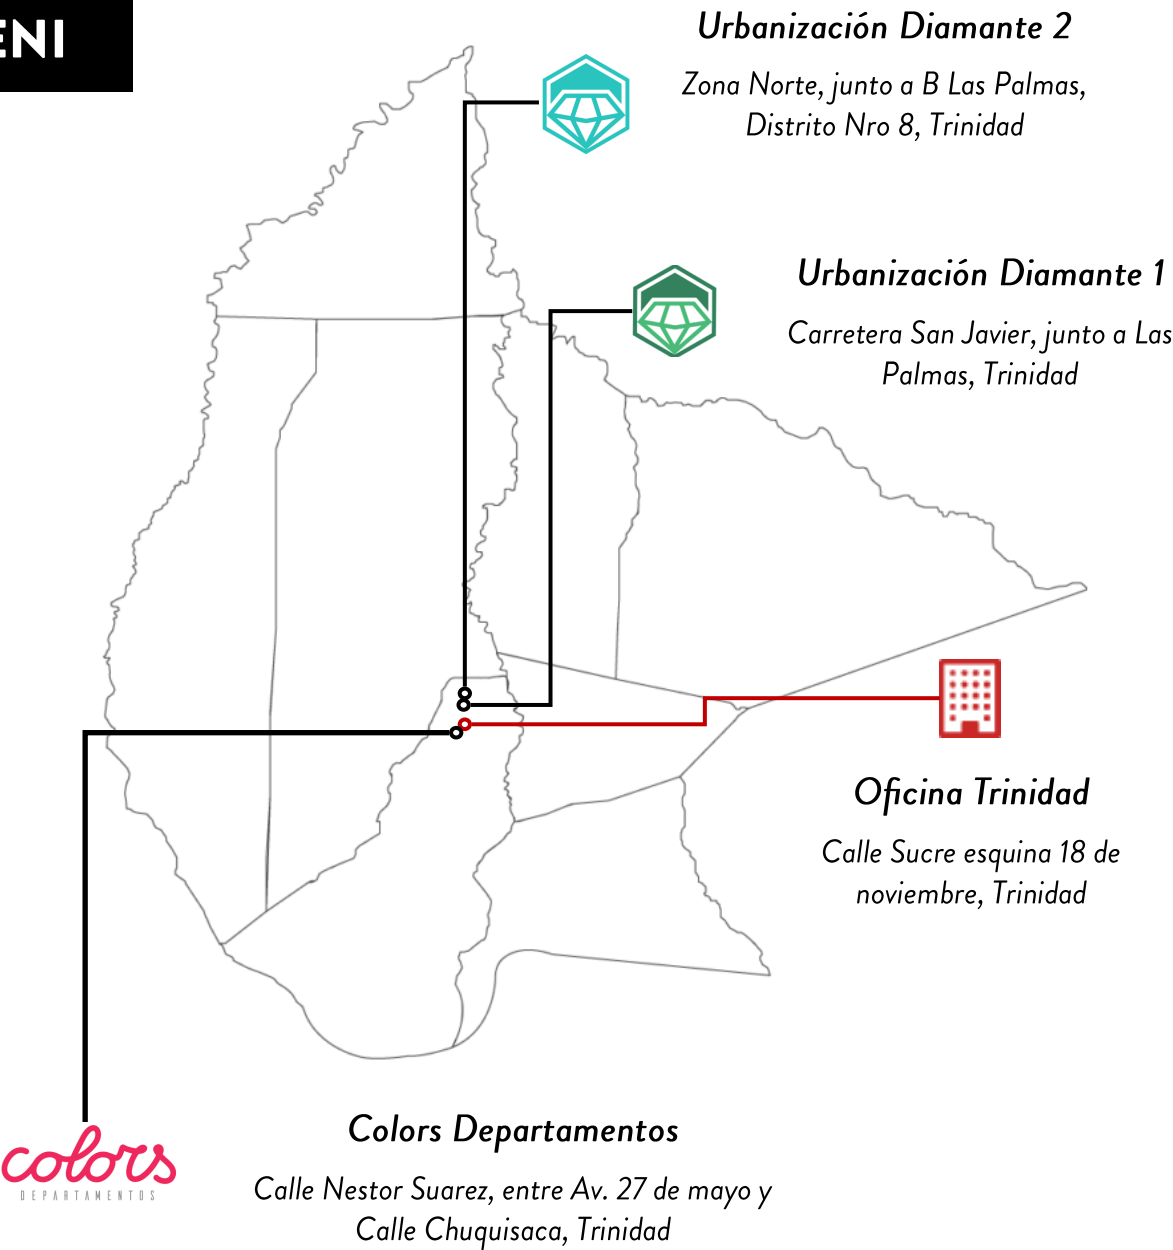 ENI
Urbanización Diamante 2
Zona Norte, junto a B Las Palmas,
Distrito Nro 8, Trinidad
Urbanización Diamante 1
Carretera San Javier, junto a Las
Palmas, Trinidad
Oficina Trinidad
Calle Sucre esquina 18 de
noviembre, Trinidad
Colors Departamentos
Calle Nestor Suarez, entre Av. 27 de mayo y
Calle Chuquisaca, Trinidad
colors
DEPARTAMENTOS